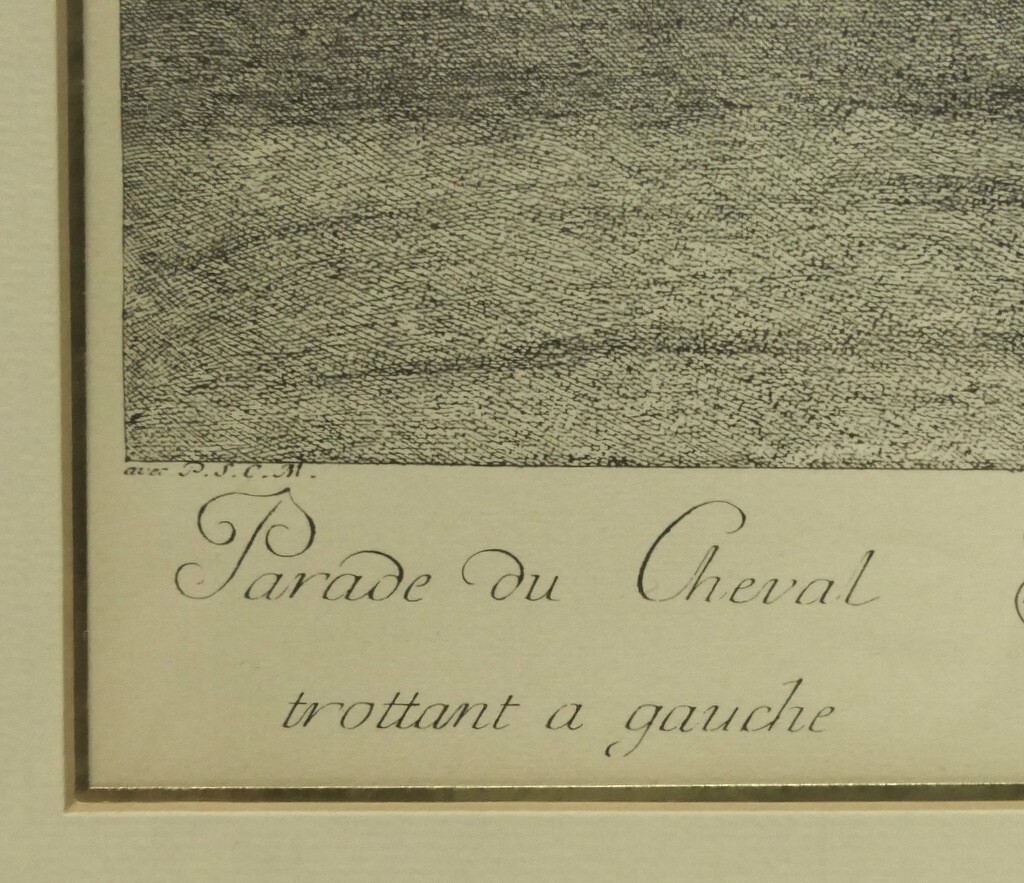 avec P.S.C.M.
Parade du Cheval
trottant a gauche